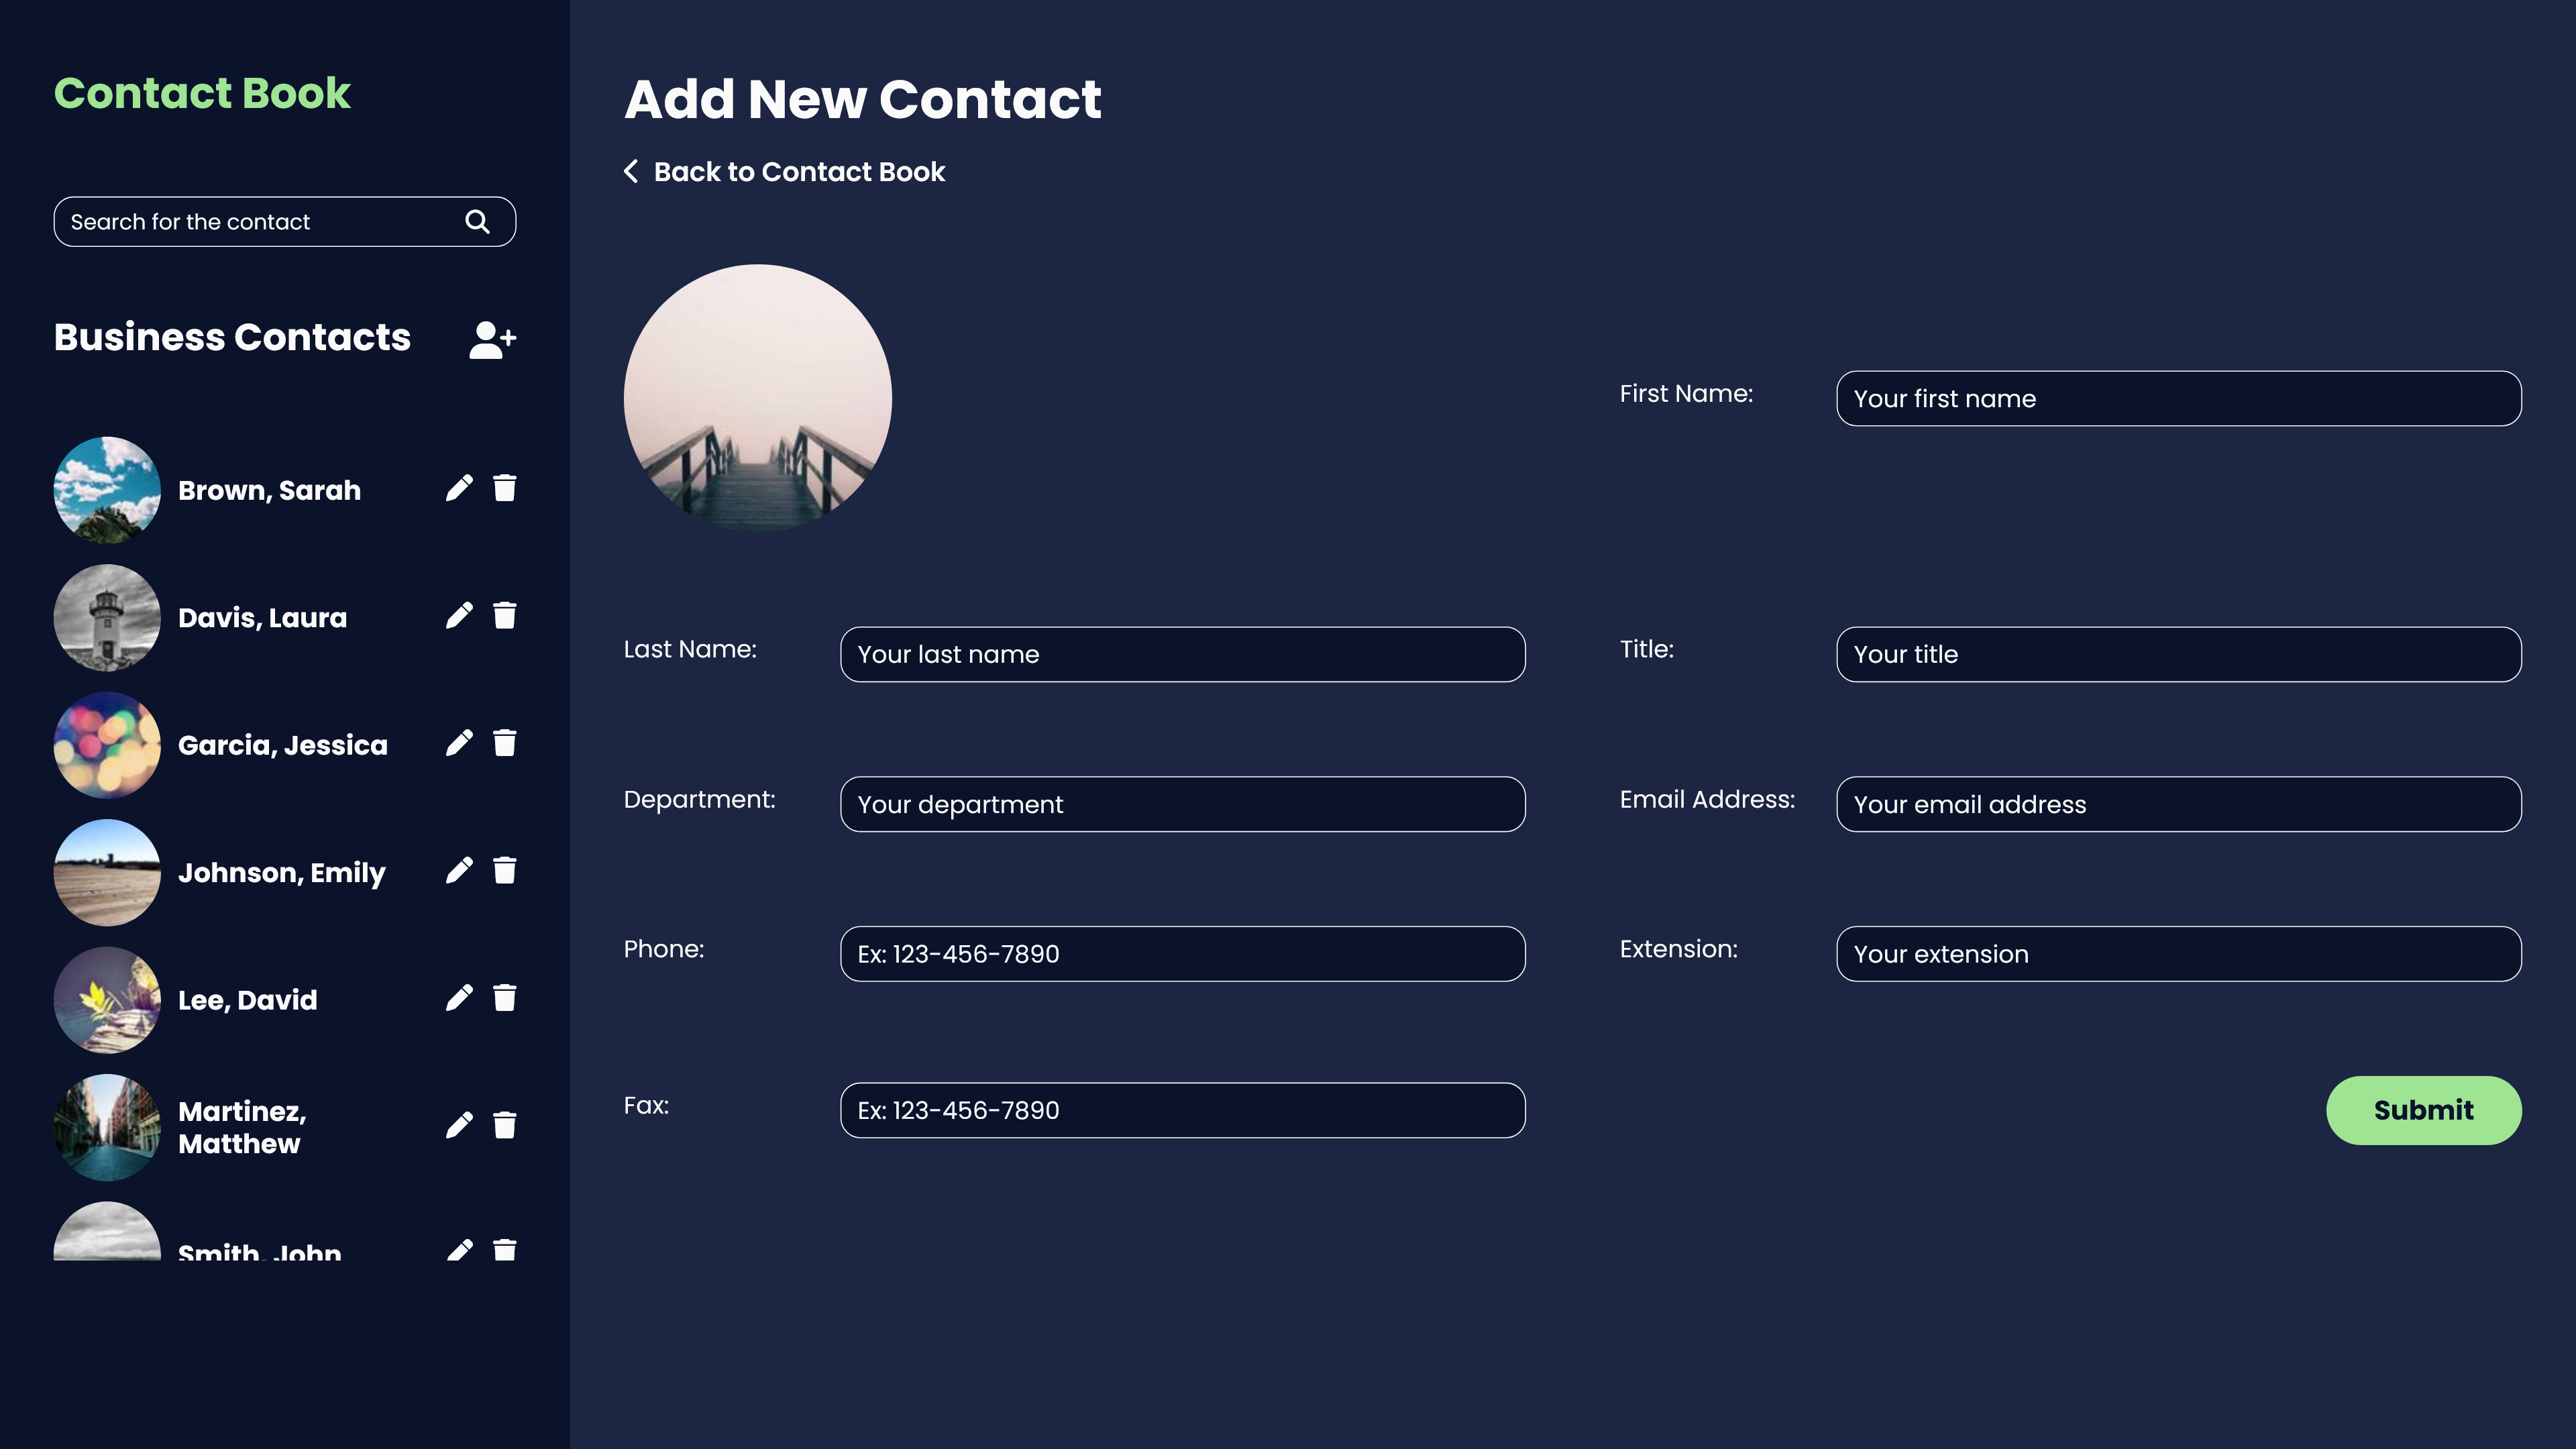 Contact Book
Search for the contact
Business Contacts
Brown, Sarah
Davis, Laura
Garcia, Jessica
Johnson, Emily
Lee, David
Martinez,
Matthew
Smith, John
Add New Contact
Back to Contact Book
First Name:
Your first name
Last Name:
Your last name
Title:
Your title
Department:
Your department
Email Address:
Your email address
Phone:
Ex: 123-456-7890
Extension:
Your extension
Fax:
Ex: 123-456-7890
Submit